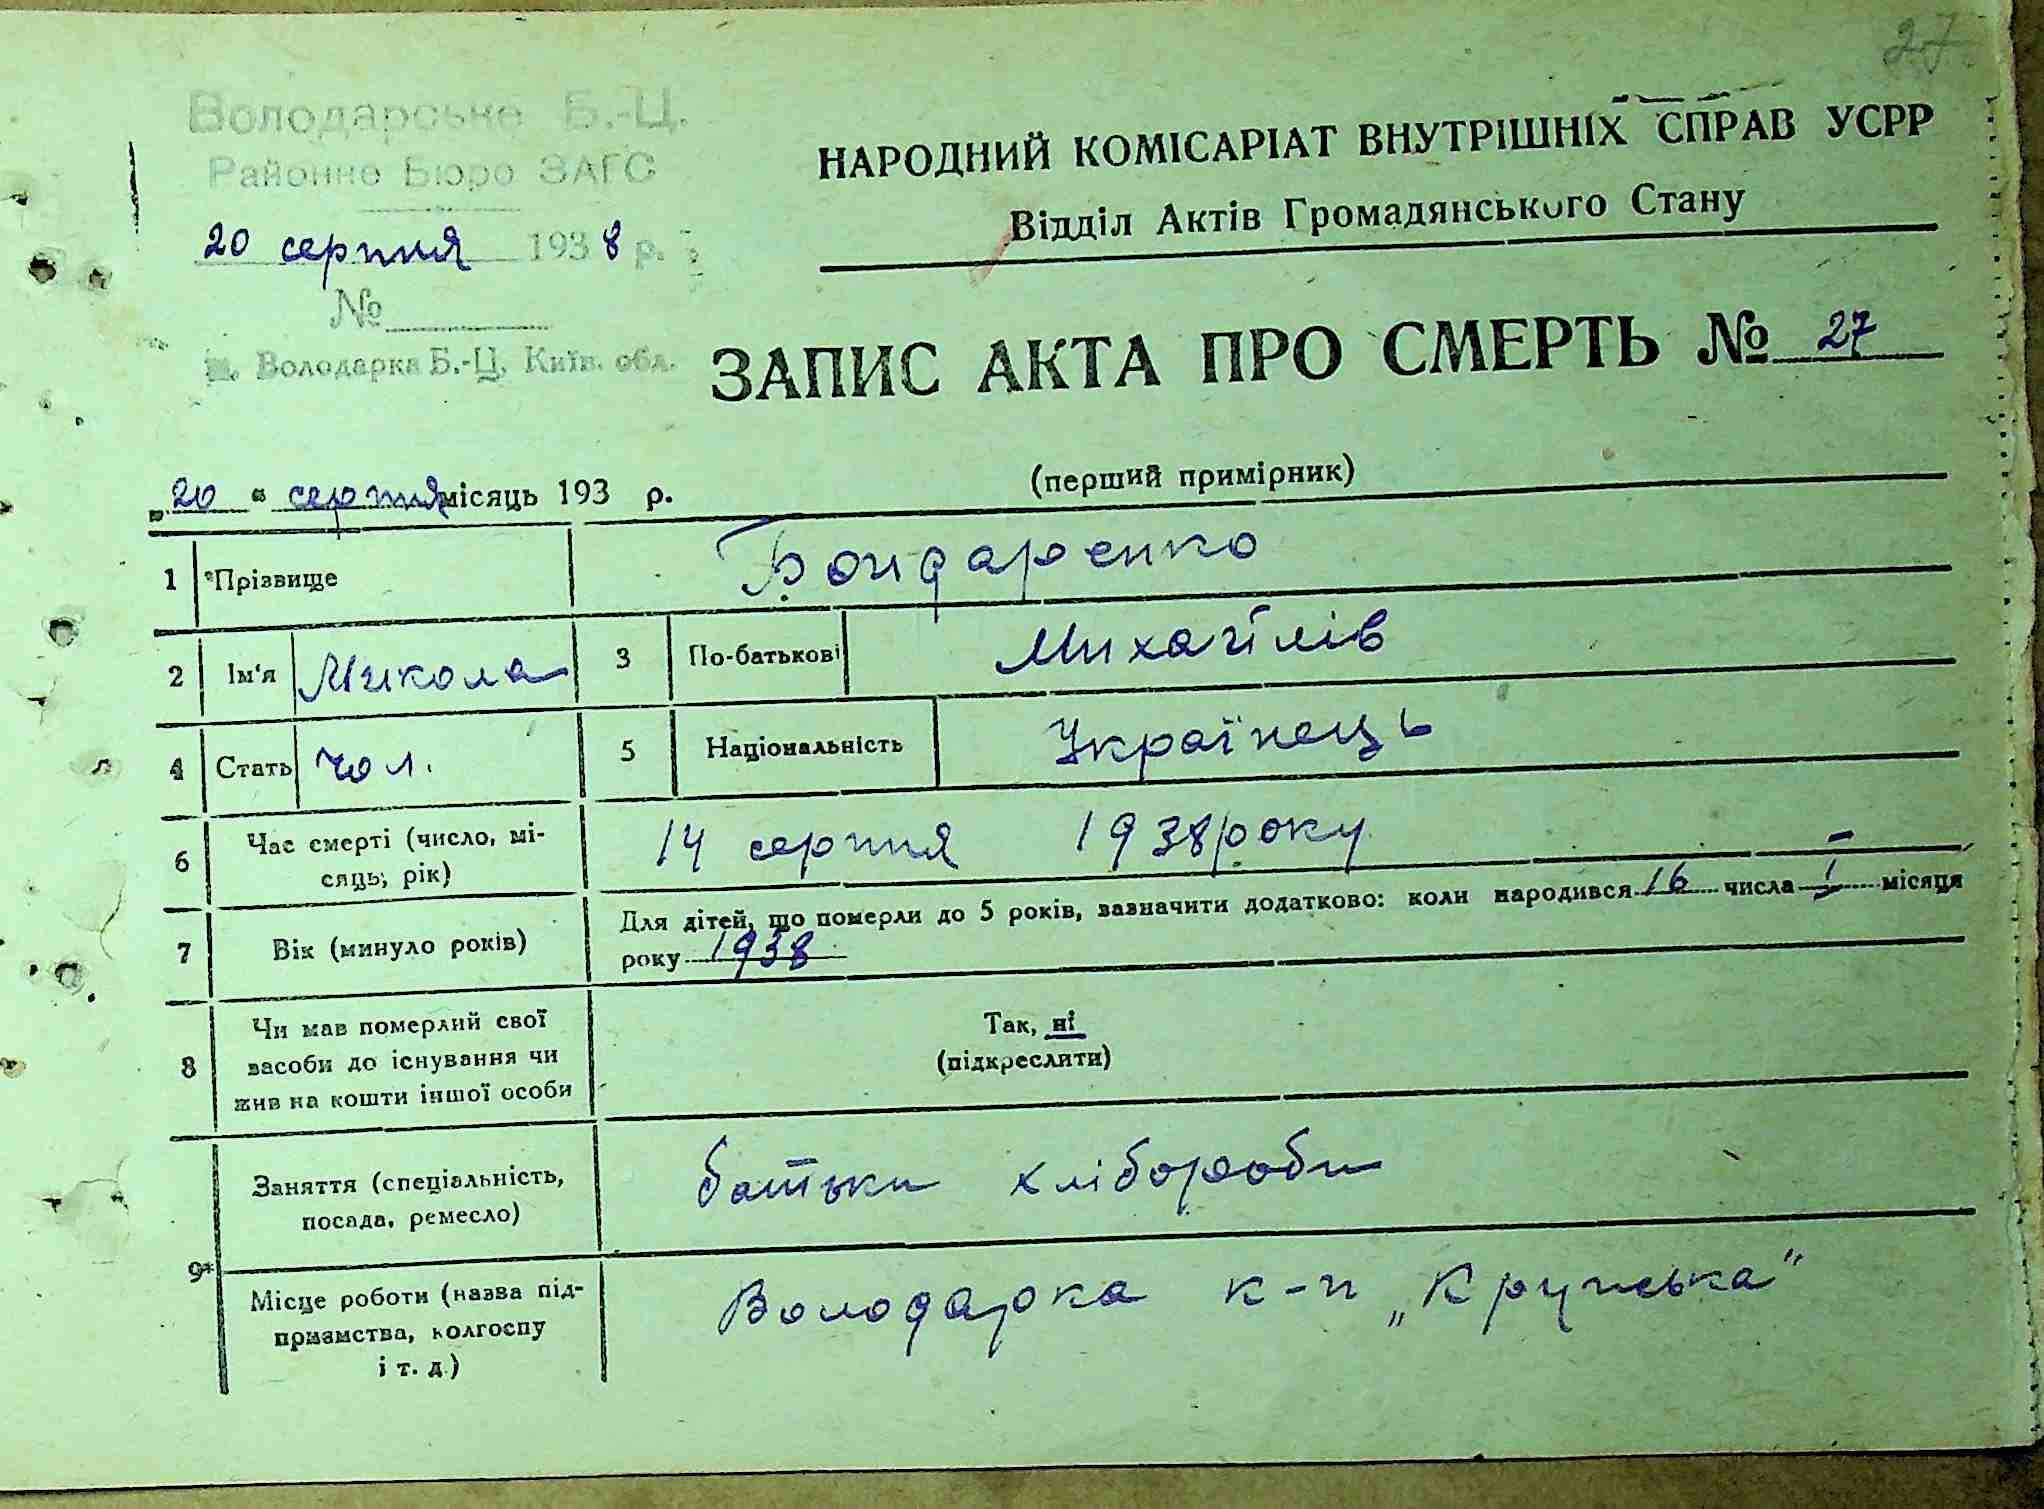 27
Володарське Б.-Ц.
Районне Бюро ЗАГС
20 серпня 1938 р.
№
Володарка Б.-Ц. Київ. обл.
НАРОДНИЙ КОМІСАРІАТ ВНУТРІШНІХ СПРАВ УСРР
Відділ Актів Громадянського Стану
ЗАПИС АКТА ПРО СМЕРТЬ № 27
(перший примірник)
„20“ серпня місяць 193 р.
1 Прізвище Бондаренко
2 Ім'я Микола 3 По-батькові Михайлів
4 Стать чол. 5 Національність Українець
6 Час смерті (число, мі-
сяць, рік) 14 серпня 1938 року
7 Вік (минуло років) Для дітей, що померли до 5 років, зазначити додатково: коли народився 16 числа I місяця
року 1938
8 Чи мав померлий свої
засоби до існування чи
жив на кошти іншої особи
Так, ні
(підкреслити)
9* Заняття (спеціальність,
посада, ремесло) батьки хлібороби
Місце роботи (назва під-
приємства, колгоспу
і т. д.) Володарка к-п „Крупська"